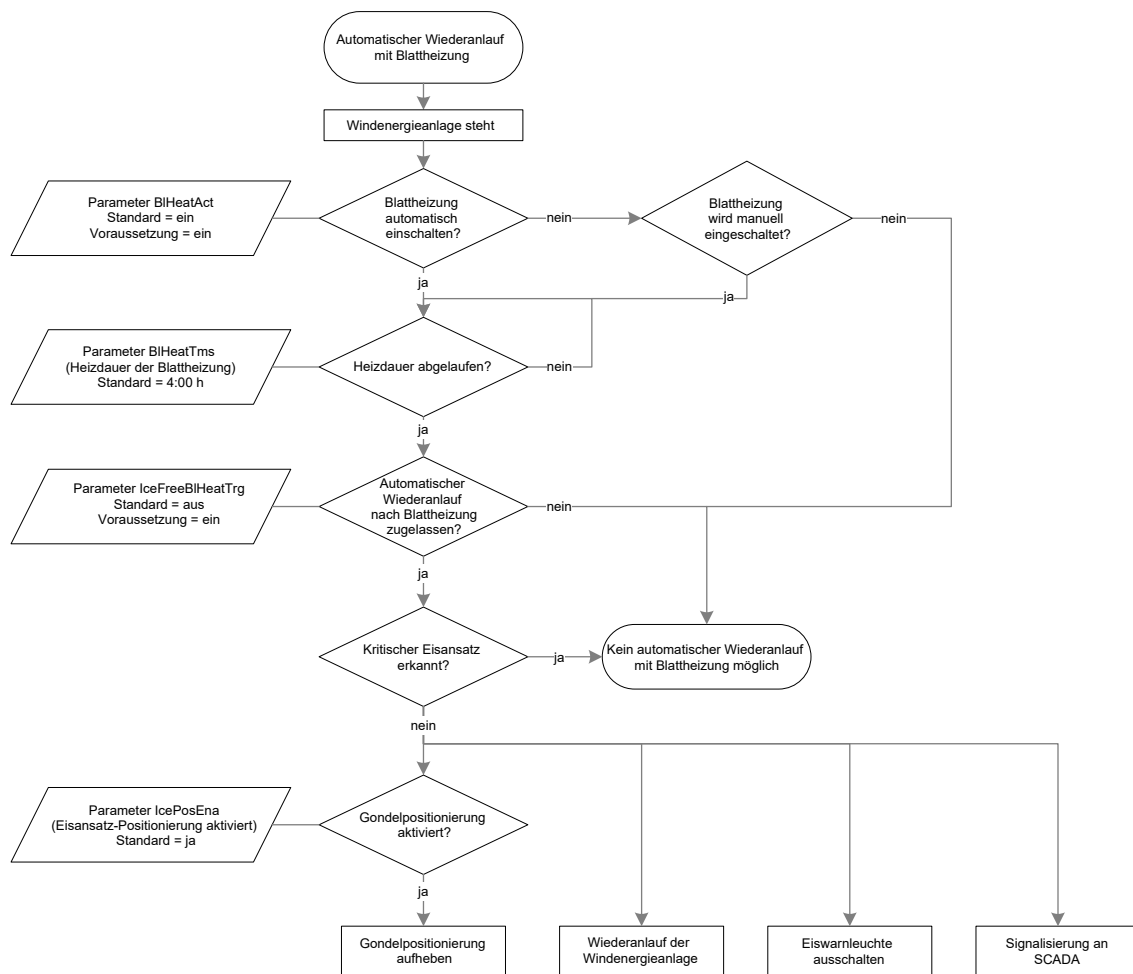 Automatischer Wiederanlauf
mit Blattheizung
Windenergieanlage steht
Parameter BlHeatAct
Standard = ein
Voraussetzung = ein
Blattheizung
automatisch
einschalten?
nein
Blattheizung
wird manuell
eingeschaltet?
nein
ja
ja
Parameter BlHeatTms
(Heizdauer der Blattheizung)
Standard = 4:00 h
Heizdauer abgelaufen?
nein
ja
Parameter IceFreeBlHeatTrg
Standard = aus
Voraussetzung = ein
Automatischer
Wiederanlauf
nach Blattheizung
zugelassen?
nein
ja
Kritischer Eisansatz
erkannt?
ja
Kein automatischer Wiederanlauf
mit Blattheizung möglich
nein
Parameter IcePosEna
(Eisansatz-Positionierung aktiviert)
Standard = ja
Gondelpositionierung
aktiviert?
ja
Gondelpositionierung
aufheben
Wiederanlauf der
Windenergieanlage
Eiswarnleuchte
ausschalten
Signalisierung an
SCADA